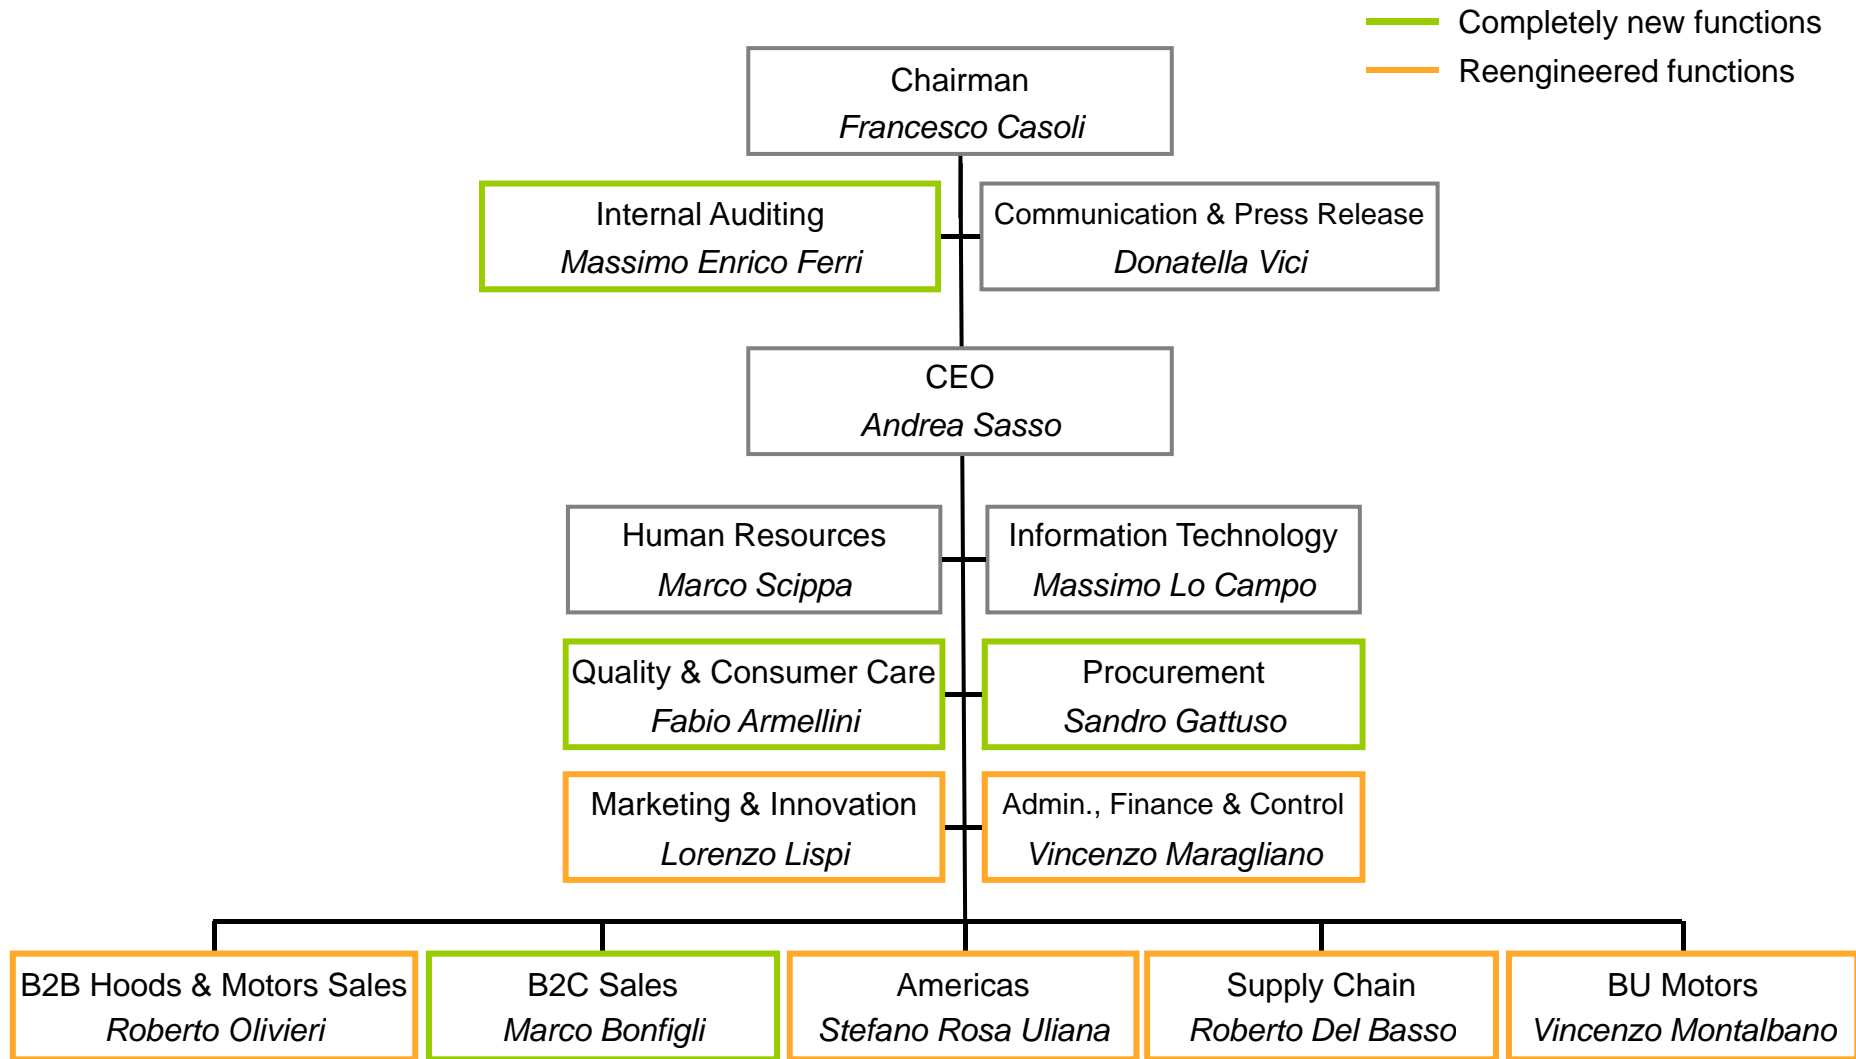 Completely new functions
Reengineered functions
Chairman
Francesco Casoli
Internal Auditing
Massimo Enrico Ferri
Communication & Press Release
Donatella Vici
CEO
Andrea Sasso
Human Resources
Marco Scippa
Information Technology
Massimo Lo Campo
Quality & Consumer Care
Fabio Armellini
Procurement
Sandro Gattuso
Marketing & Innovation
Lorenzo Lispi
Admin., Finance & Control
Vincenzo Maragliano
B2B Hoods & Motors Sales
Roberto Olivieri
B2C Sales
Marco Bonfigli
Americas
Stefano Rosa Uliana
Supply Chain
Roberto Del Basso
BU Motors
Vincenzo Montalbano